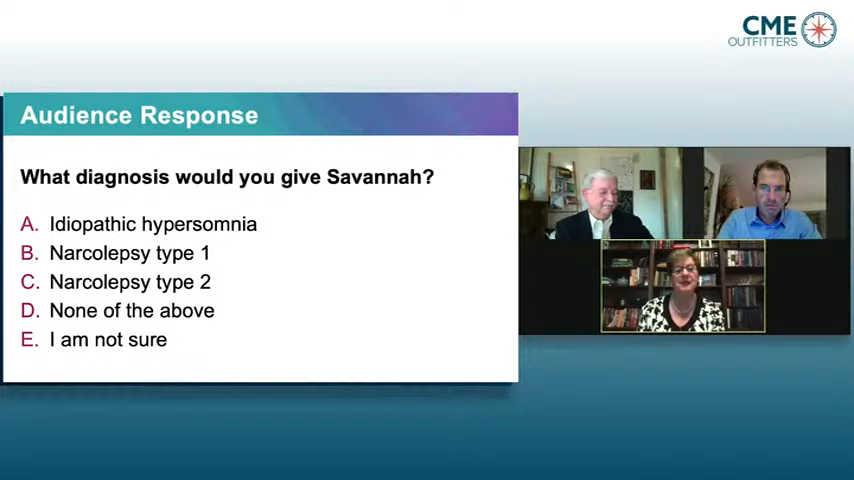 CME
OUTFITTERS
Audience Response
What diagnosis would you give Savannah?
A. Idiopathic hypersomnia
B. Narcolepsy type 1
C. Narcolepsy type 2
D. None of the above
E. I am not sure